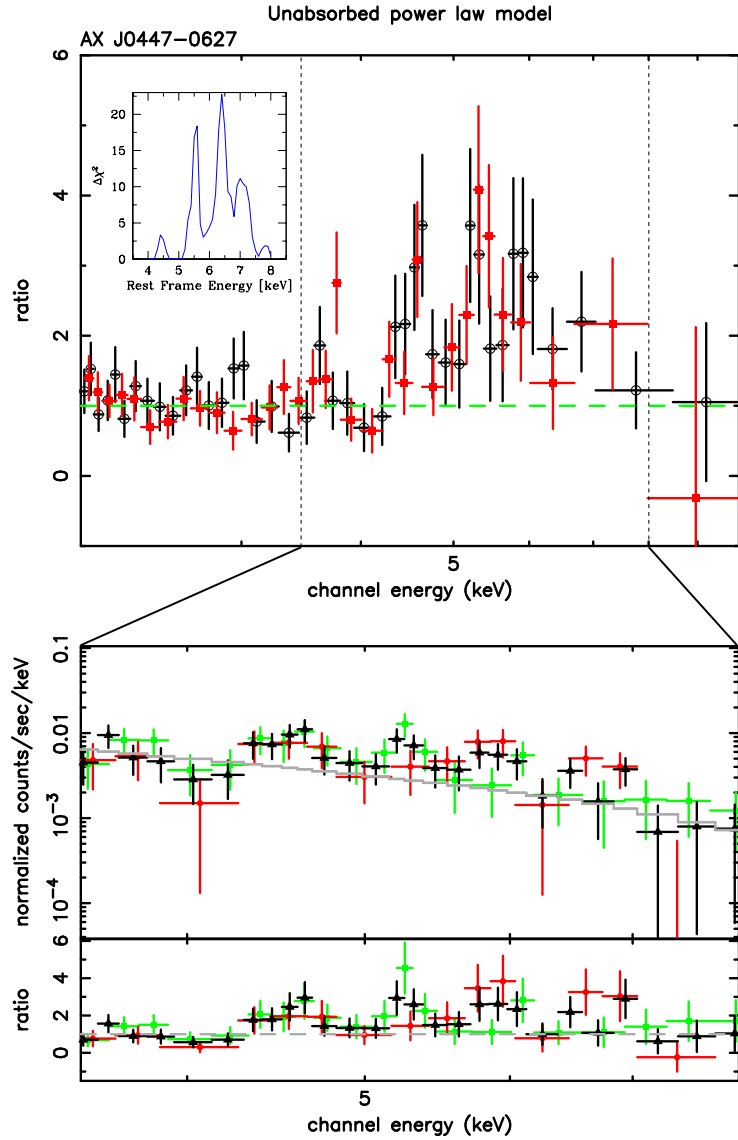 Unabsorbed power law model
AX J0447-0627
6
4
2
0
ratio
20
15
10
5
0
Δχ²
4 5 6 7 8
Rest Frame Energy [keV]
5
channel energy (keV)
0.1
0.01
10⁻³
10⁻⁴
normalized counts/sec/keV
6
4
2
0
ratio
5
channel energy (keV)